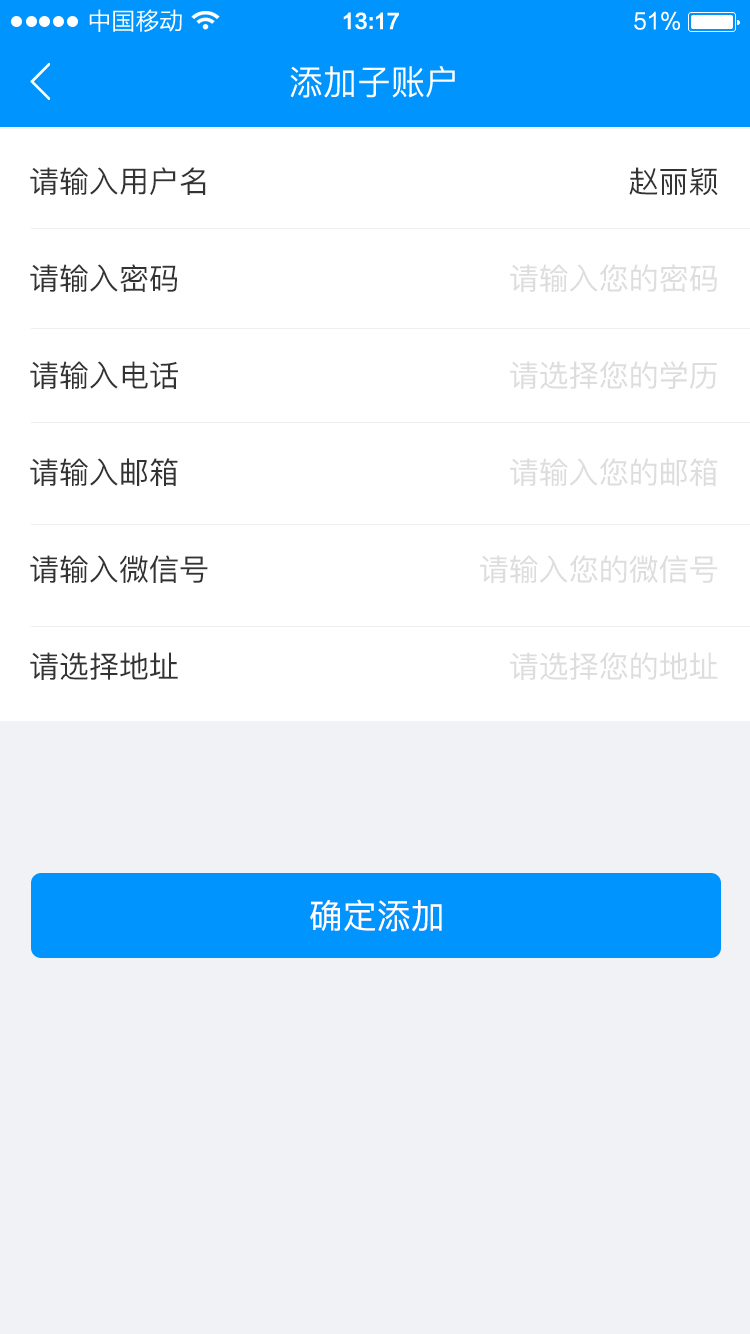 中国移动 13:17 51%
添加子账户
请输入用户名 赵丽颖
请输入密码 请输入您的密码
请输入电话 请选择您的学历
请输入邮箱 请输入您的邮箱
请输入微信号 请输入您的微信号
请选择地址 请选择您的地址
确定添加